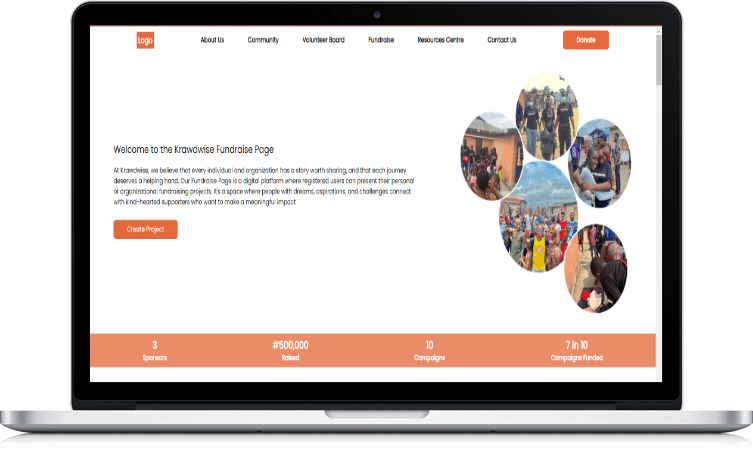 Logo
About Us
Community
Volunteer Board
Fundraise
Resources Centre
Contact Us
Donate
Welcome to the Krawdwise Fundraise Page
At Krawdwise, we believe that every individual and organization has a story worth sharing, and that each journey
deserves a helping hand. Our Fundraise Page is a digital platform where registered users can present their personal
or organizational fundraising projects. It's a space where people with dreams, aspirations, and challenges connect
with kind-hearted supporters who want to make a meaningful impact
Create Project
3
Sponsors
#500,000
Raised
10
Campaigns
7 in 10
Campaigns Funded